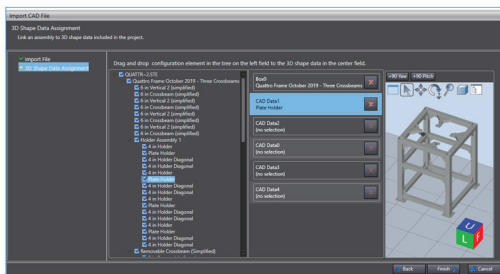 Import CAD File
3D Shape Data Assignment
Link an assembly to 3D shape data included in the project.
Import File
3D Shape Data Assignment
Drag and drop configuration element in the tree on the left field to the 3D shape data in the center field.
QUATTR~2.STE
Quattro Frame October 2019 - Three Crossbeams
6 in Vertical 2 (simplified)
6 in Crossbeam (simplified)
6 in Vertical 2 (simplified)
6 in Crossbeam (simplified)
6 in Vertical 2 (simplified)
6 in Vertical 2 (simplified)
6 in Crossbeam (simplified)
Holder Assembly 1
4 in Holder
Plate Holder
4 in Holder Diagonal
4 in Holder Diagonal
4 in Holder
Plate Holder
4 in Holder Diagonal
4 in Holder Diagonal
4 in Holder
Plate Holder
4 in Holder Diagonal
4 in Holder
4 in Holder Diagonal
4 in Holder Diagonal
Removable Crossbeam (Simplified)
Box0
Quattro Frame October 2019 - Three Crossbeams
CAD Data1
Plate Holder
CAD Data2
(no selection)
CAD Data0
(no selection)
CAD Data3
(no selection)
CAD Data4
(no selection)
+90 Yaw
+90 Pitch
U
L
F
Back
Finish
Cancel